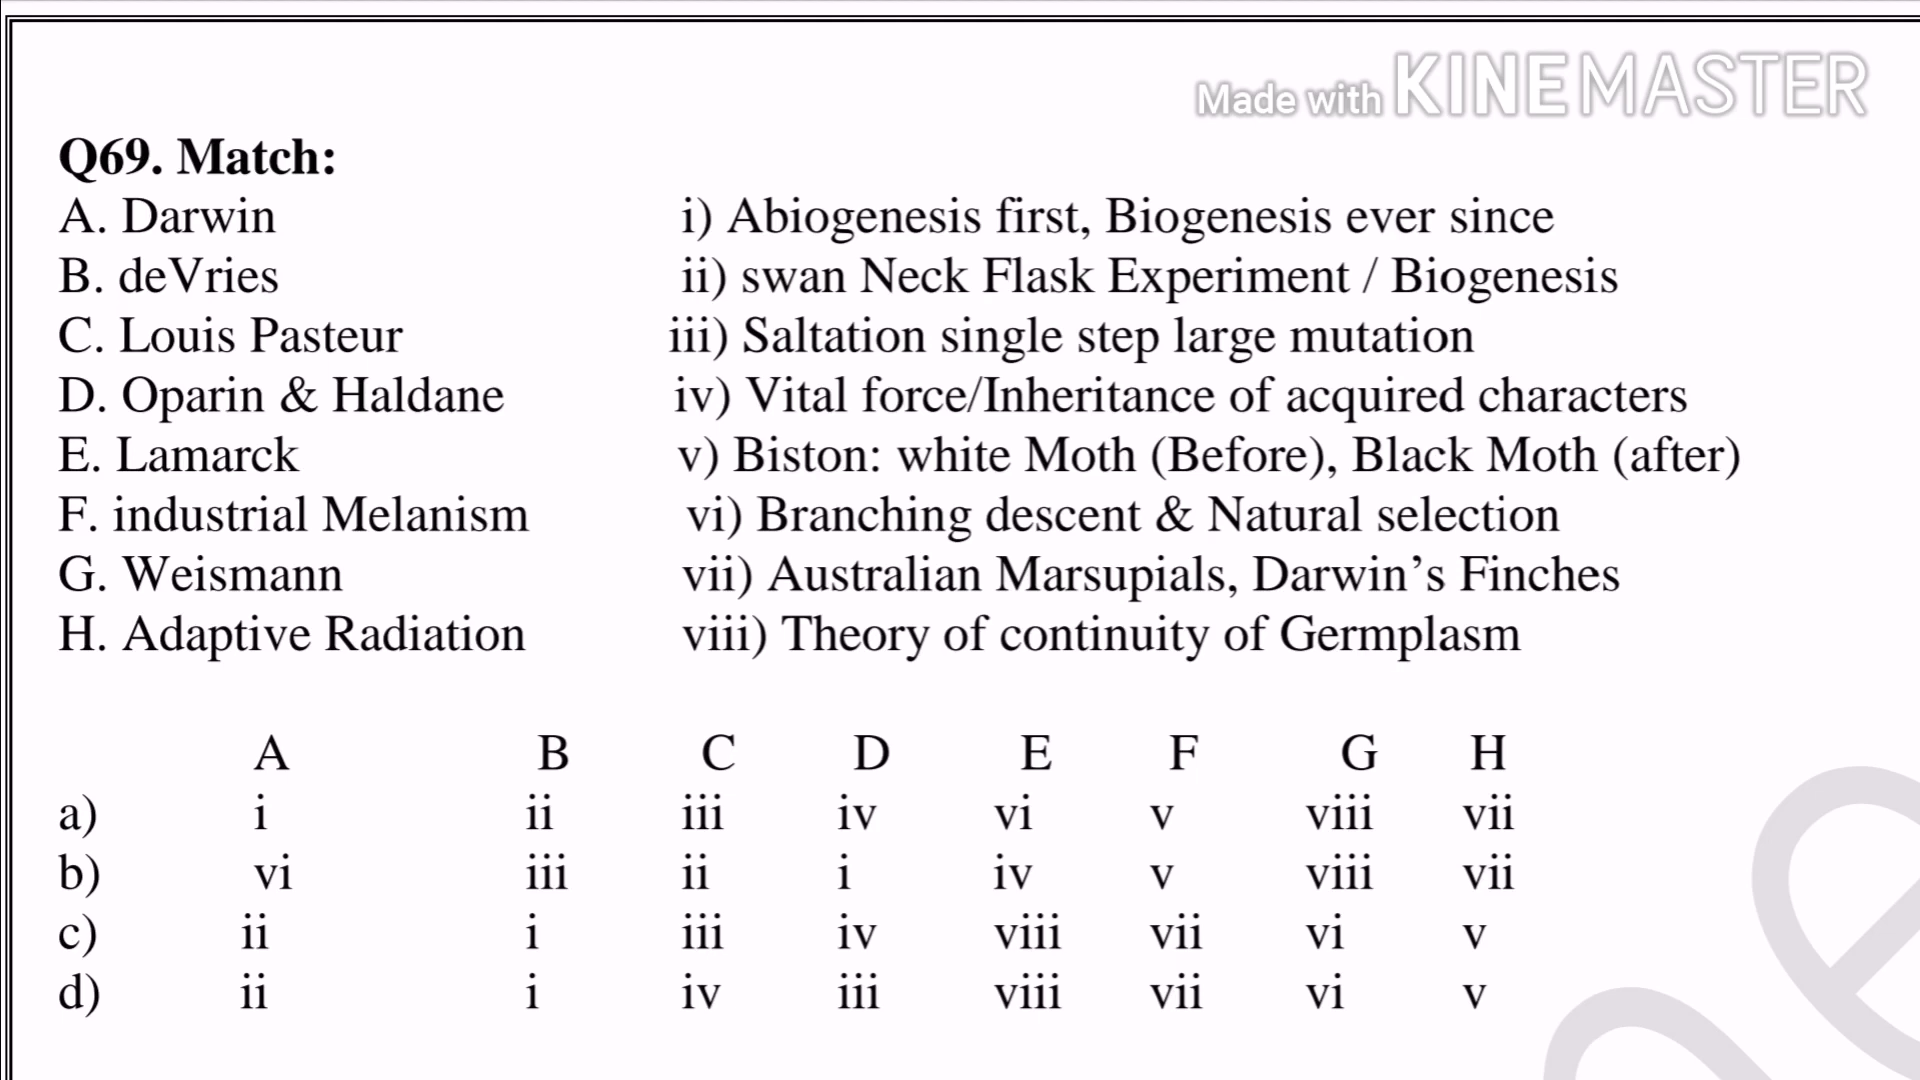 Made with KINEMASTER
Q69. Match:
A. Darwin i) Abiogenesis first, Biogenesis ever since
B. deVries ii) swan Neck Flask Experiment / Biogenesis
C. Louis Pasteur iii) Saltation single step large mutation
D. Oparin & Haldane iv) Vital force/Inheritance of acquired characters
E. Lamarck v) Biston: white Moth (Before), Black Moth (after)
F. industrial Melanism vi) Branching descent & Natural selection
G. Weismann vii) Australian Marsupials, Darwin’s Finches
H. Adaptive Radiation viii) Theory of continuity of Germplasm
A B C D E F G H
a) i ii iii iv vi v viii vii
b) vi iii ii i iv v viii vii
c) ii i iii iv viii vii vi v
d) ii i iv iii viii vii vi v